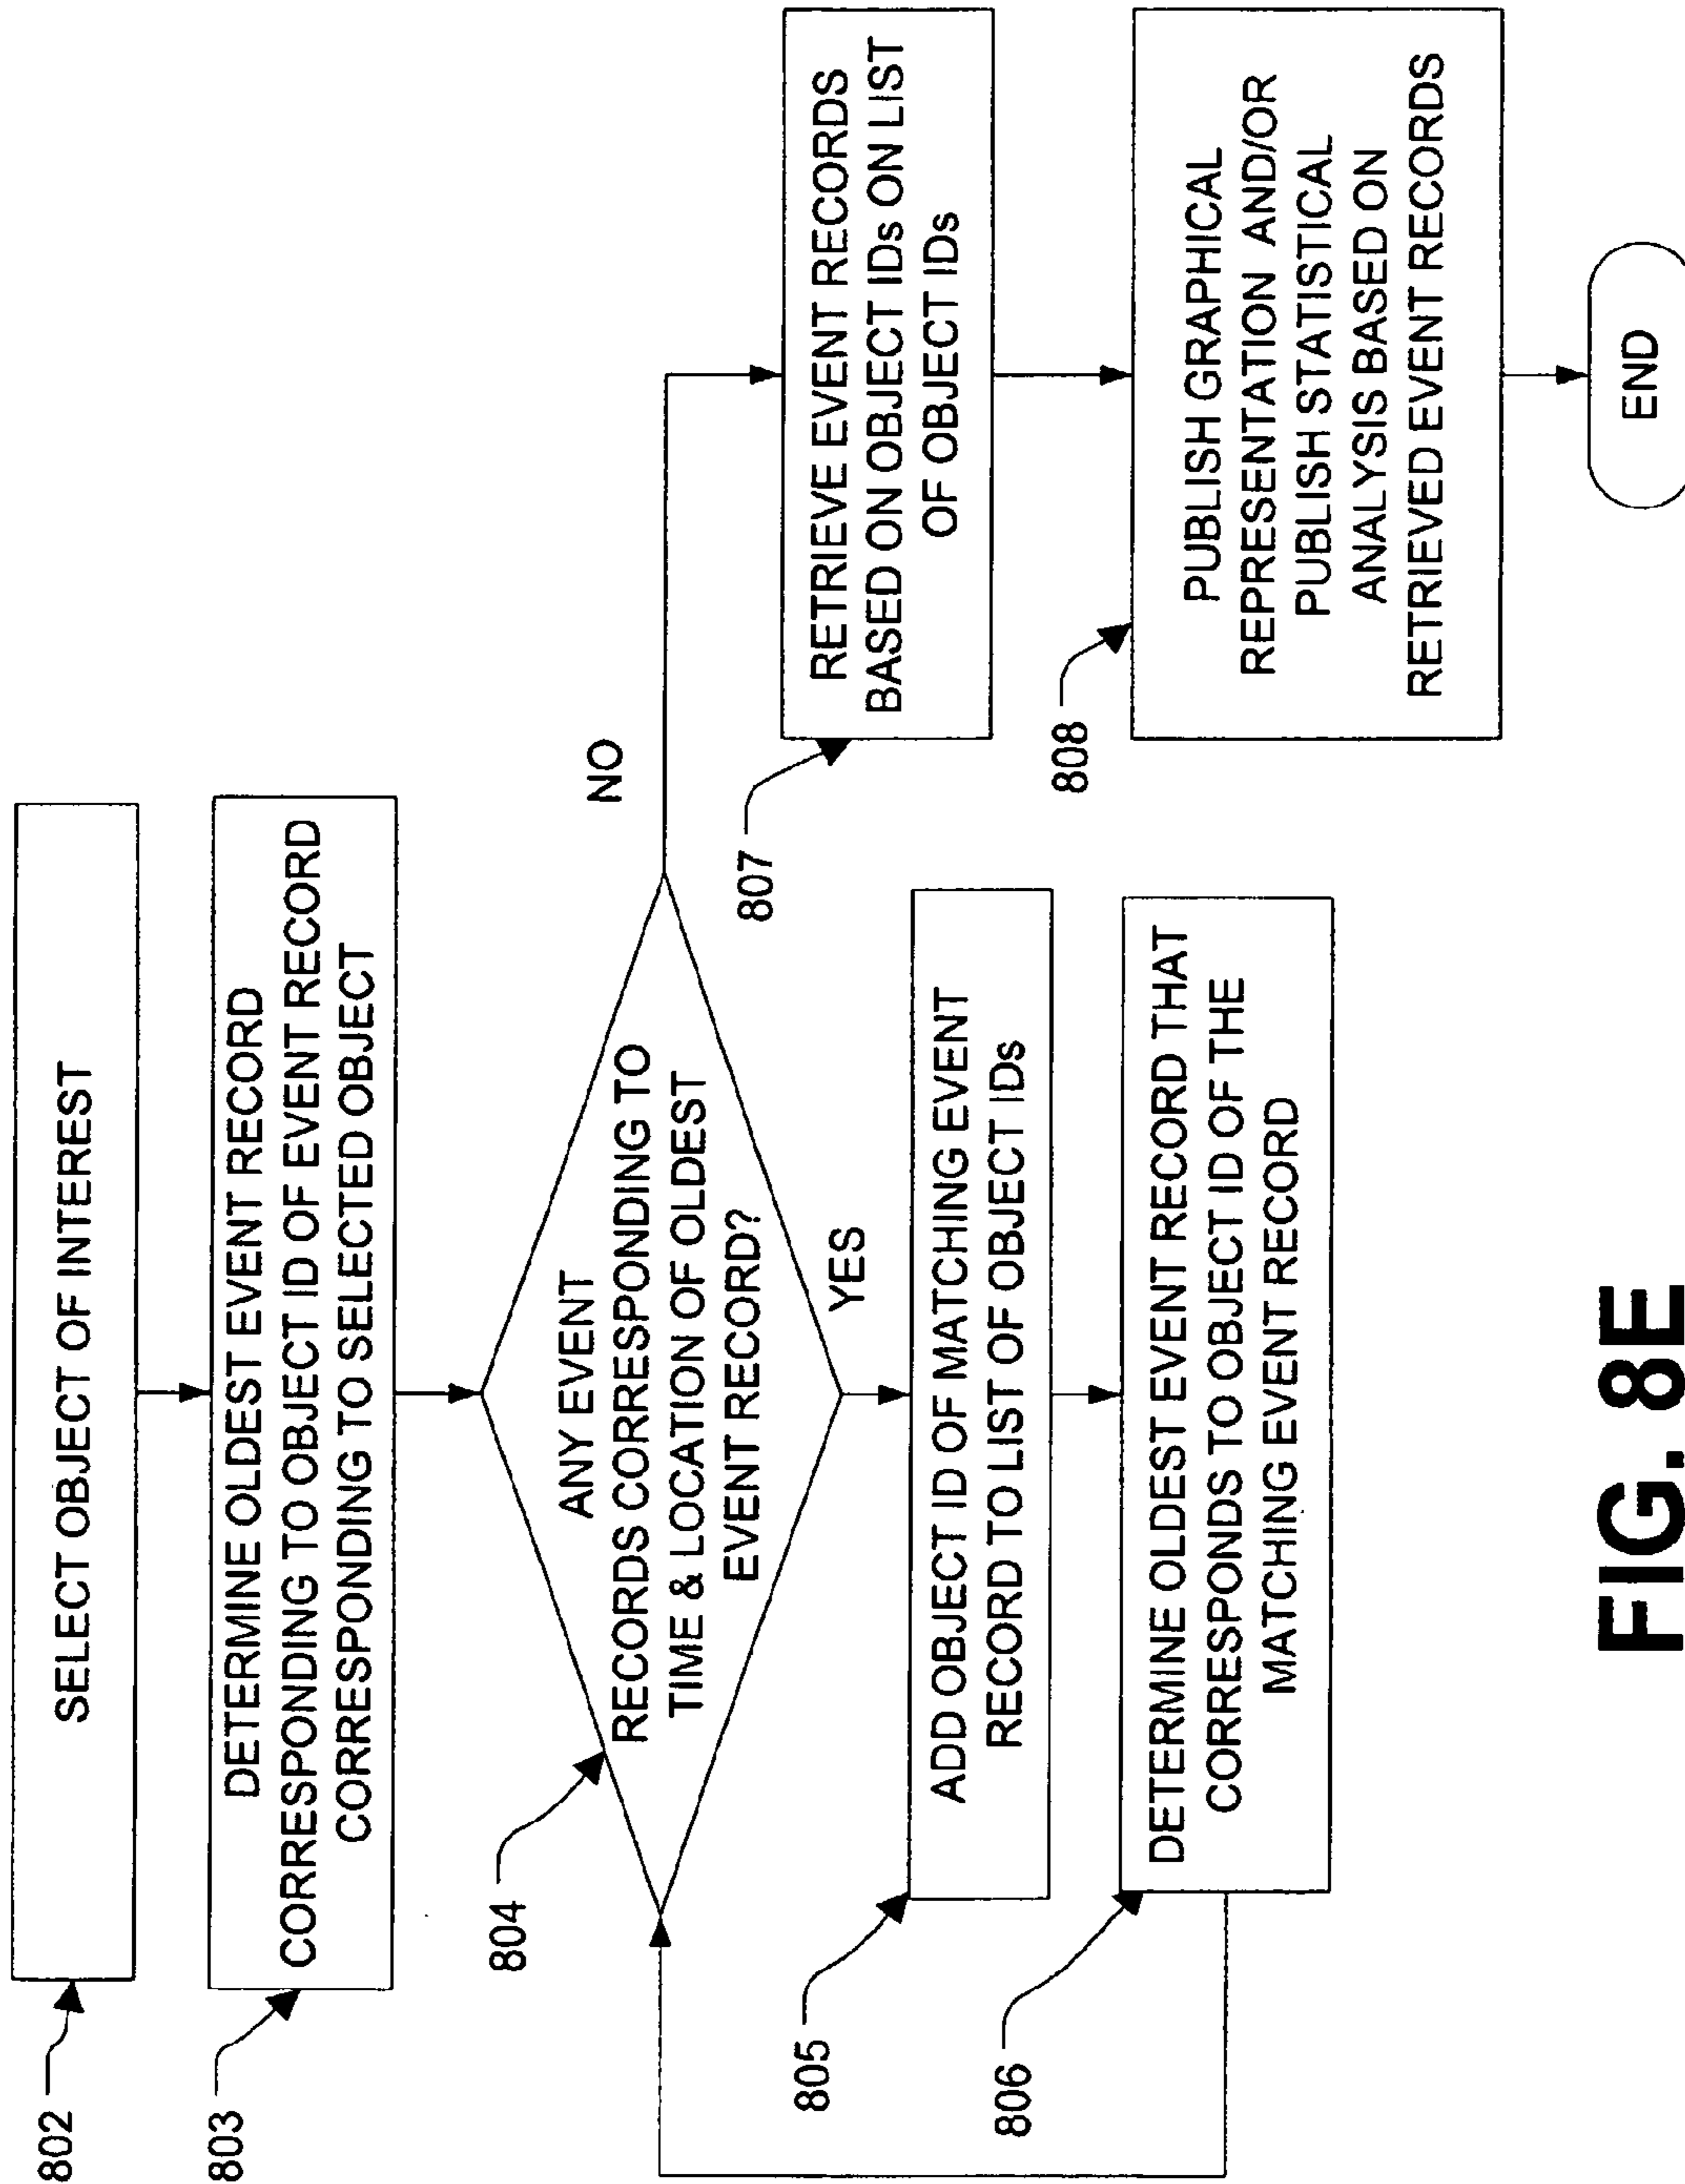 802
SELECT OBJECT OF INTEREST
803
DETERMINE OLDEST EVENT RECORD
CORRESPONDING TO OBJECT ID OF EVENT RECORD
CORRESPONDING TO SELECTED OBJECT
804
ANY EVENT
RECORDS CORRESPONDING TO
TIME & LOCATION OF OLDEST
EVENT RECORD?
NO
YES
805
ADD OBJECT ID OF MATCHING EVENT
RECORD TO LIST OF OBJECT IDs
806
DETERMINE OLDEST EVENT RECORD THAT
CORRESPONDS TO OBJECT ID OF THE
MATCHING EVENT RECORD
807
RETRIEVE EVENT RECORDS
BASED ON OBJECT IDs ON LIST
OF OBJECT IDs
808
PUBLISH GRAPHICAL
REPRESENTATION AND/OR
PUBLISH STATISTICAL
ANALYSIS BASED ON
RETRIEVED EVENT RECORDS
END
FIG. 8E